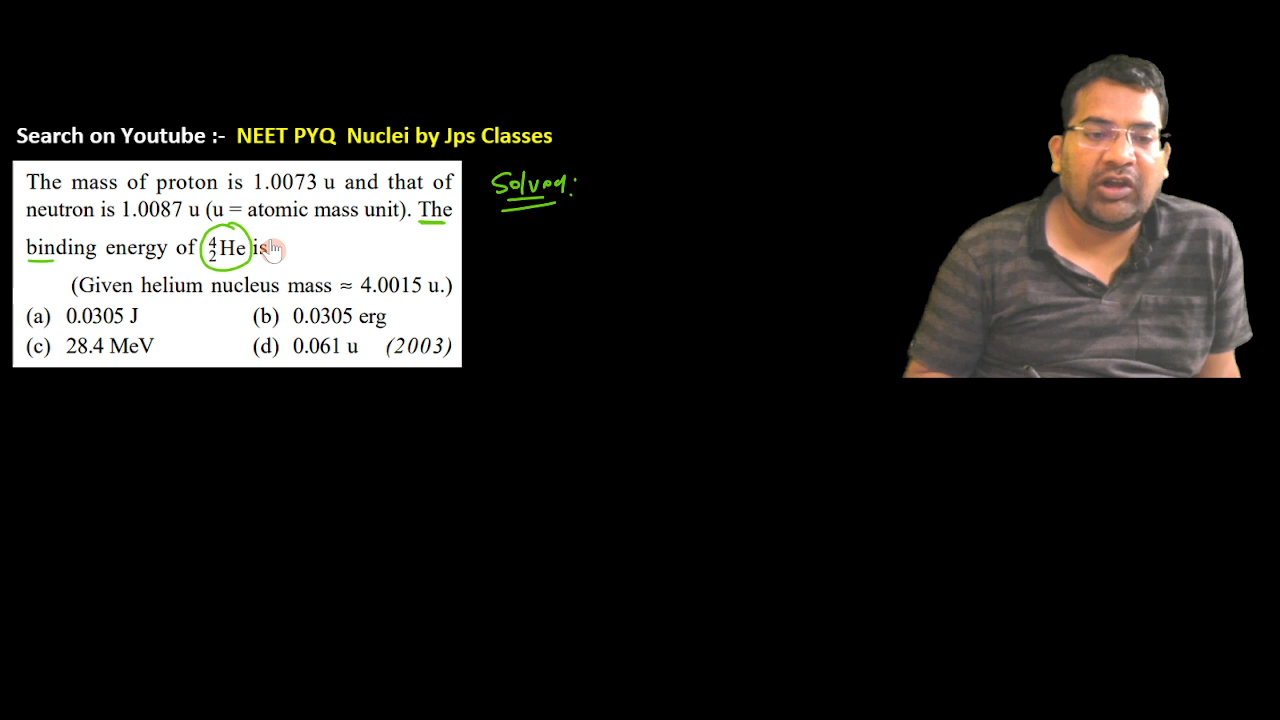 Search on Youtube :- NEET PYQ Nuclei by Jps Classes
The mass of proton is 1.0073 u and that of
neutron is 1.0087 u (u = atomic mass unit). The
binding energy of ⁴₂He is
(Given helium nucleus mass ≈ 4.0015 u.)
(a) 0.0305 J (b) 0.0305 erg
(c) 28.4 MeV (d) 0.061 u (2003)